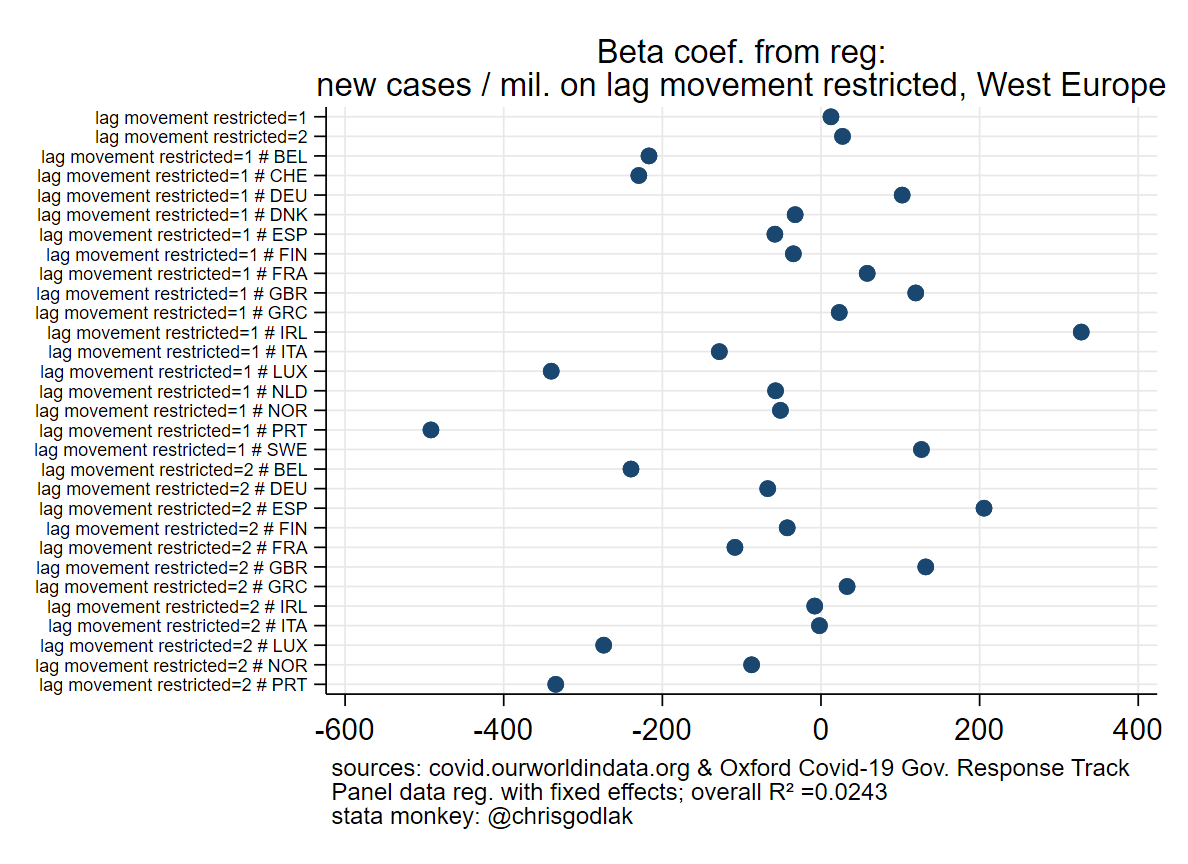 Beta coef. from reg:
new cases / mil. on lag movement restricted, West Europe
lag movement restricted=1
lag movement restricted=2
lag movement restricted=1 # BEL
lag movement restricted=1 # CHE
lag movement restricted=1 # DEU
lag movement restricted=1 # DNK
lag movement restricted=1 # ESP
lag movement restricted=1 # FIN
lag movement restricted=1 # FRA
lag movement restricted=1 # GBR
lag movement restricted=1 # GRC
lag movement restricted=1 # IRL
lag movement restricted=1 # ITA
lag movement restricted=1 # LUX
lag movement restricted=1 # NLD
lag movement restricted=1 # NOR
lag movement restricted=1 # PRT
lag movement restricted=1 # SWE
lag movement restricted=2 # BEL
lag movement restricted=2 # DEU
lag movement restricted=2 # ESP
lag movement restricted=2 # FIN
lag movement restricted=2 # FRA
lag movement restricted=2 # GBR
lag movement restricted=2 # GRC
lag movement restricted=2 # IRL
lag movement restricted=2 # ITA
lag movement restricted=2 # LUX
lag movement restricted=2 # NOR
lag movement restricted=2 # PRT
-600 -400 -200 0 200 400
sources: covid.ourworldindata.org & Oxford Covid-19 Gov. Response Track
Panel data reg. with fixed effects; overall R² =0.0243
stata monkey: @chrisgodlak